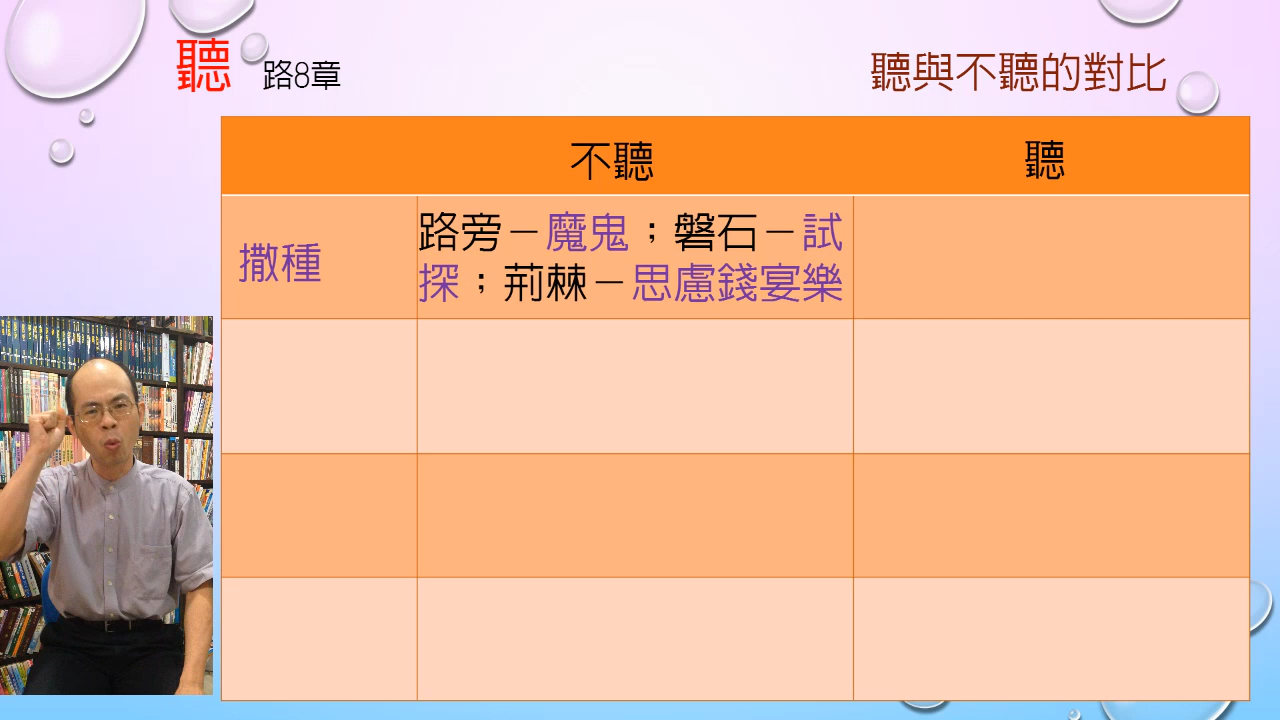 聽 路8章
聽與不聽的對比
不聽
聽
撒種
路旁－魔鬼；磐石－試
探；荊棘－思慮錢宴樂